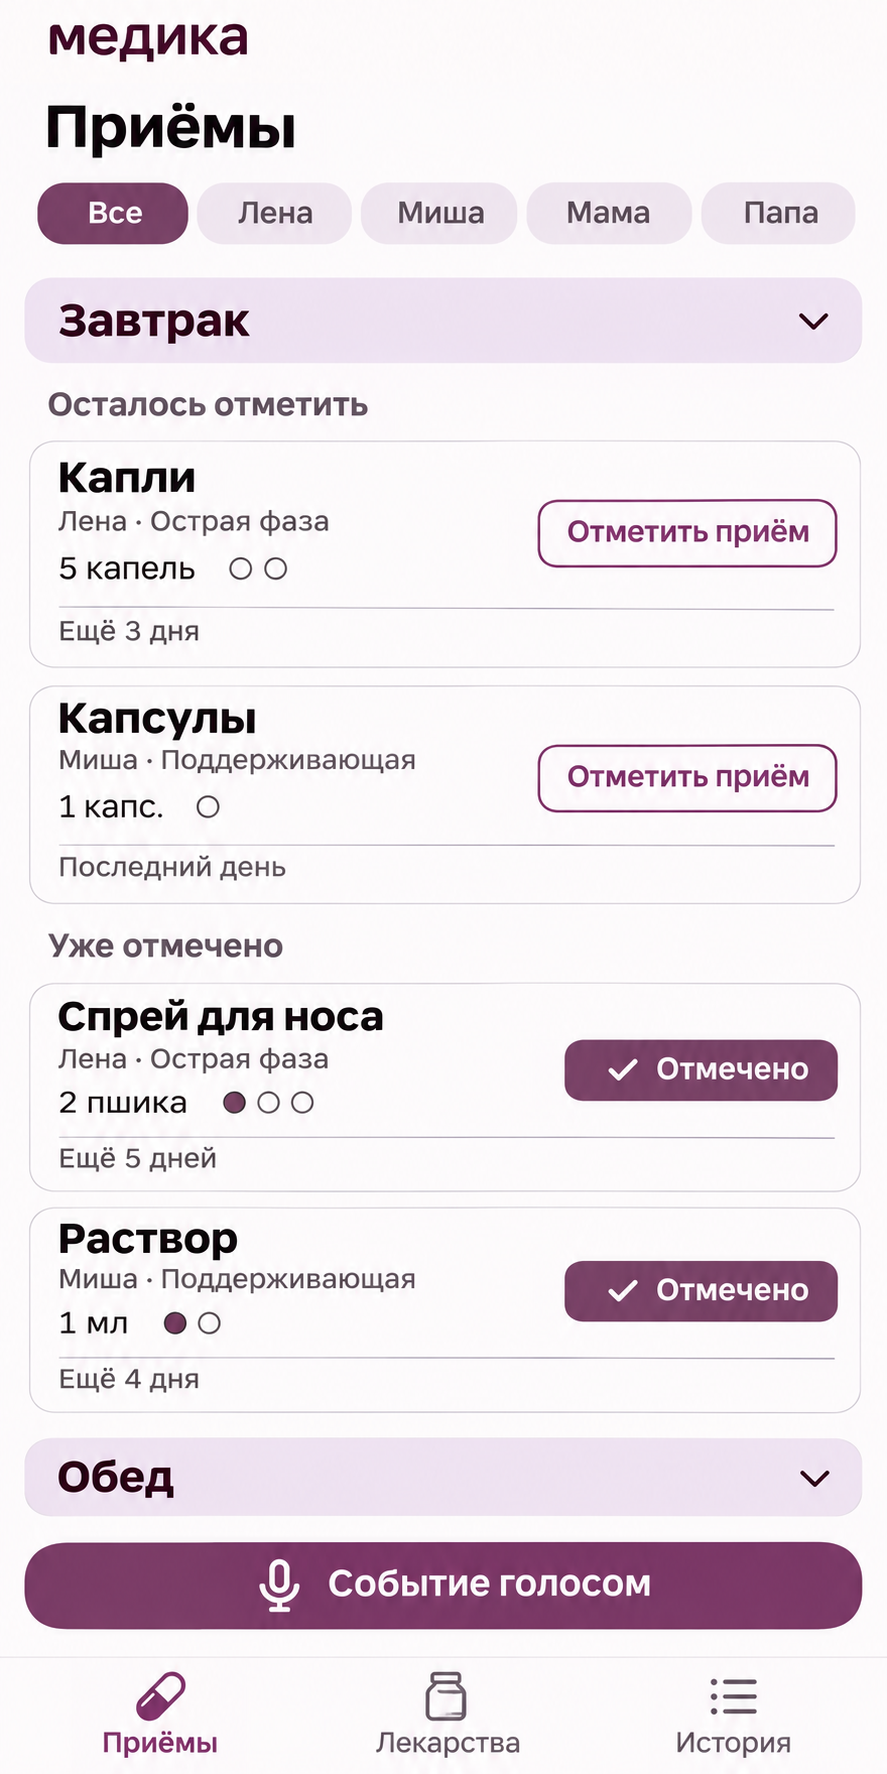 медика
Приёмы
Все Лена Миша Мама Папа
Завтрак
Осталось отметить
Капли
Лена · Острая фаза
Отметить приём
5 капель
Ещё 3 дня
Капсулы
Миша · Поддерживающая
Отметить приём
1 капс.
Последний день
Уже отмечено
Спрей для носа
Лена · Острая фаза
Отмечено
2 пшика
Ещё 5 дней
Раствор
Миша · Поддерживающая
Отмечено
1 мл
Ещё 4 дня
Обед
Событие голосом
Приёмы Лекарства История